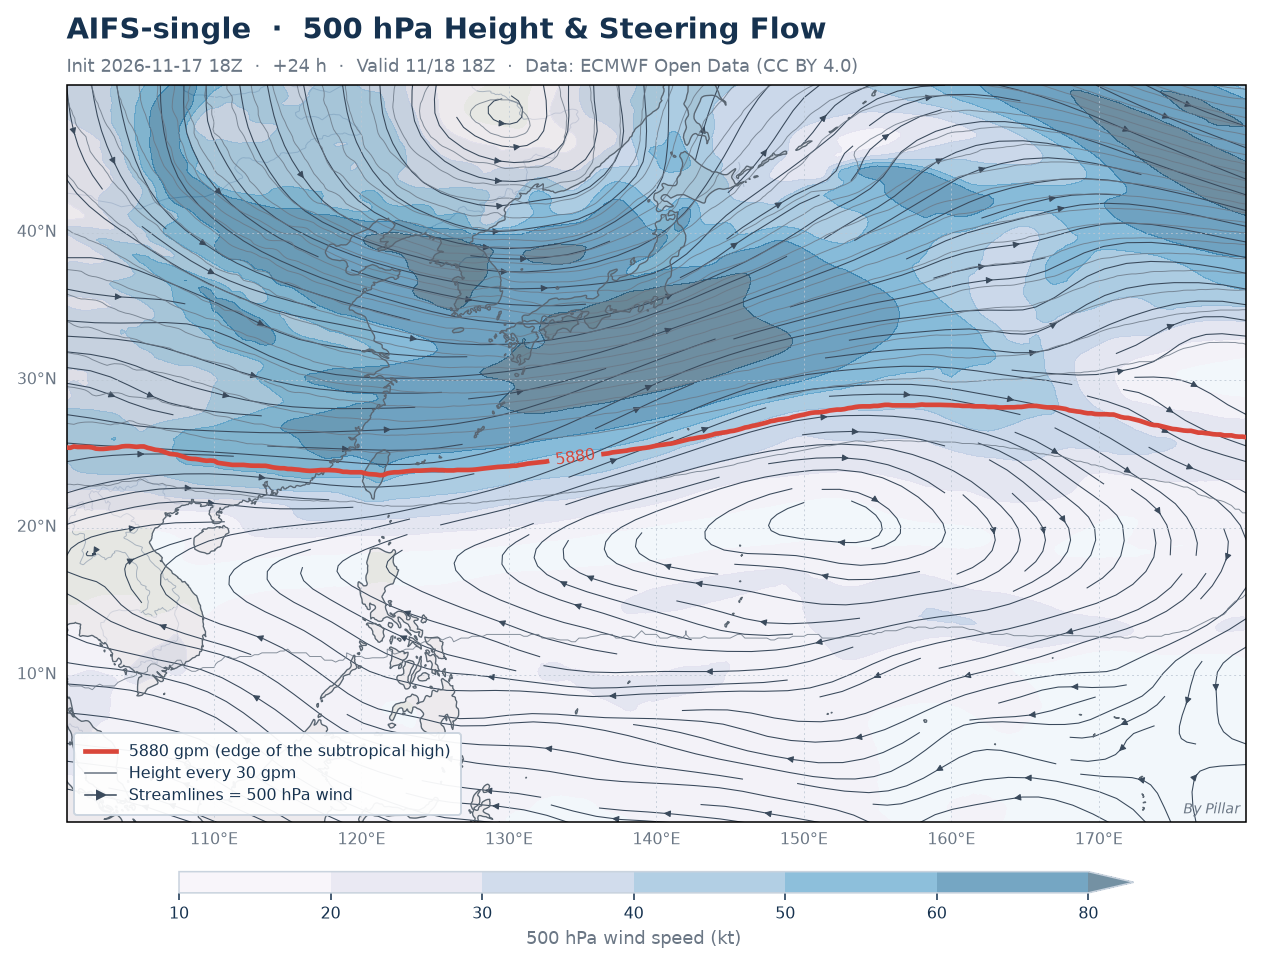 AIFS-single · 500 hPa Height & Steering Flow
Init 2026-11-17 18Z · +24 h · Valid 11/18 18Z · Data: ECMWF Open Data (CC BY 4.0)
40°N
30°N
20°N
10°N
5880
5880 gpm (edge of the subtropical high)
Height every 30 gpm
Streamlines = 500 hPa wind
By Pillar
110°E 120°E 130°E 140°E 150°E 160°E 170°E
10 20 30 40 50 60 80
500 hPa wind speed (kt)